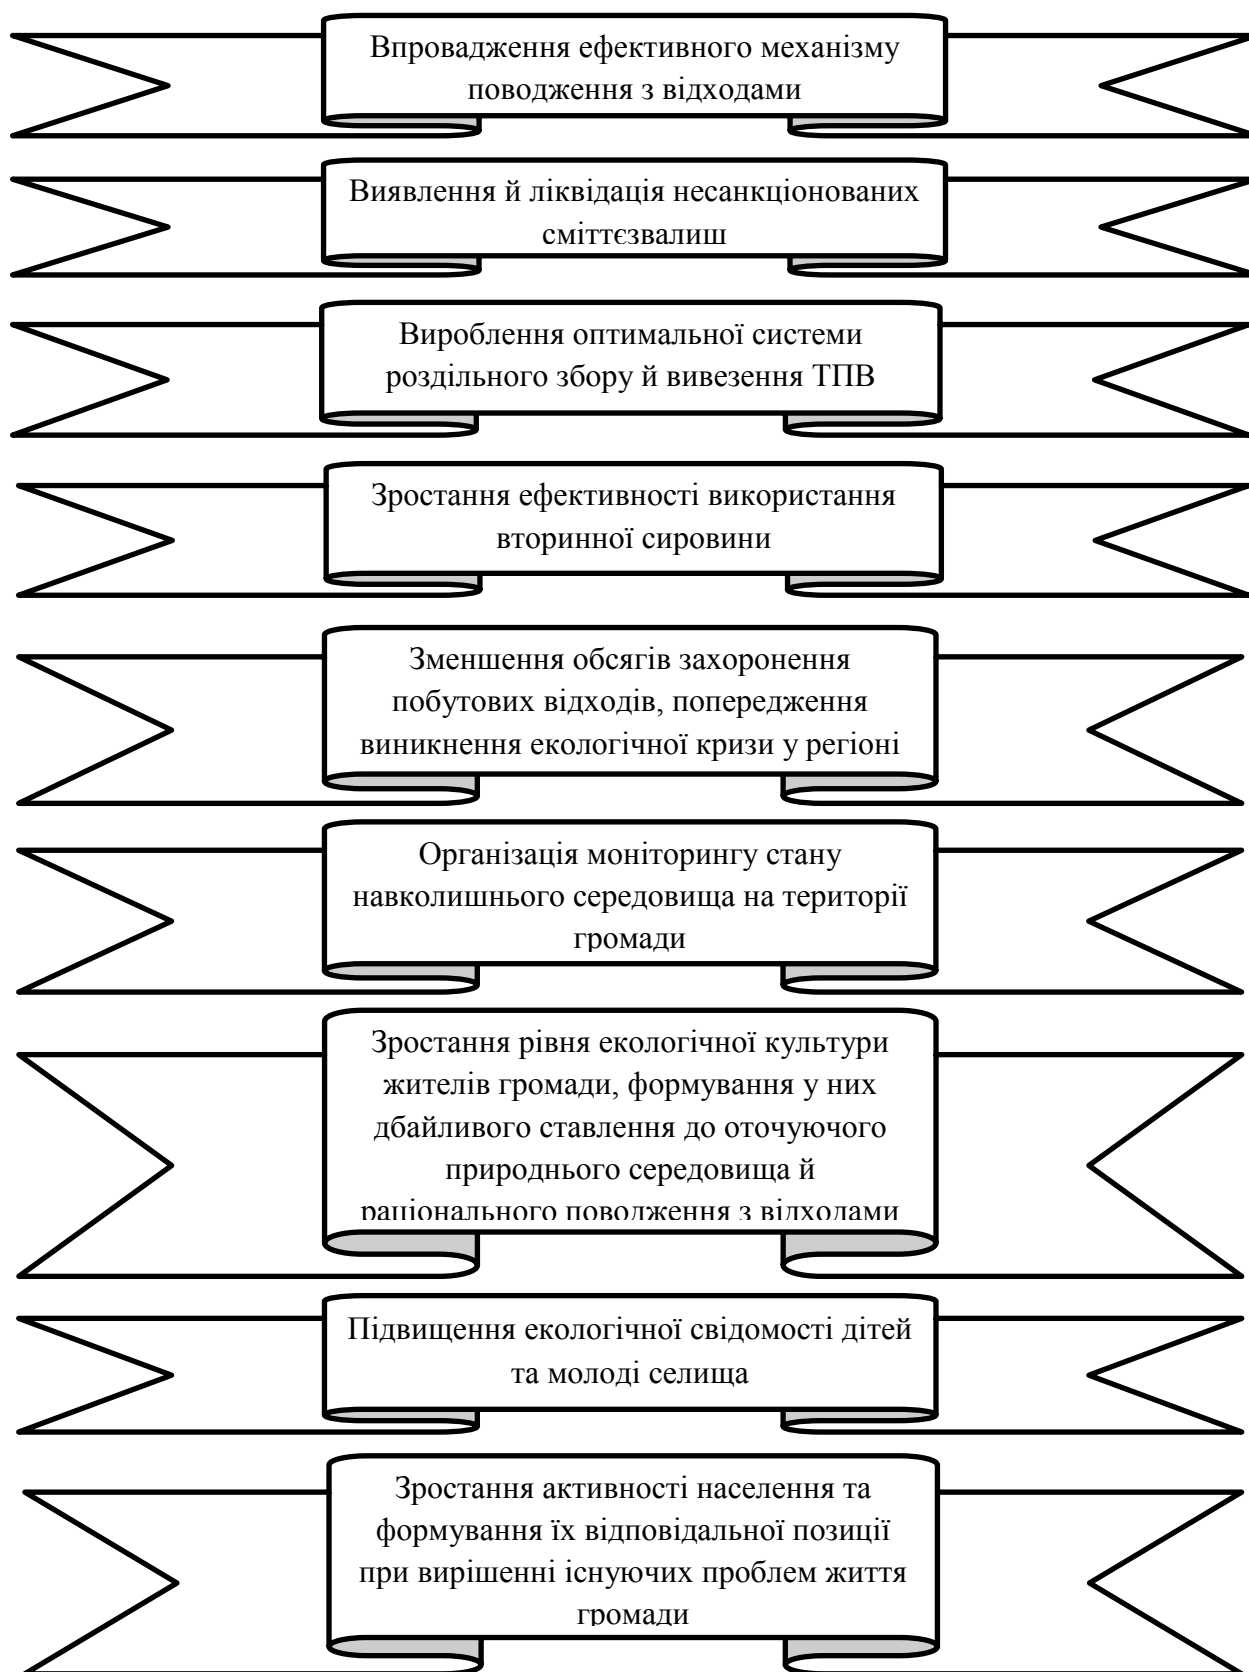 Впровадження ефективного механізму
поводження з відходами
Виявлення й ліквідація несанкціонованих
сміттєзвалищ
Вироблення оптимальної системи
роздільного збору й вивезення ТПВ
Зростання ефективності використання
вторинної сировини
Зменшення обсягів захоронення
побутових відходів, попередження
виникнення екологічної кризи у регіоні
Організація моніторингу стану
навколишнього середовища на території
громади
Зростання рівня екологічної культури
жителів громади, формування у них
дбайливого ставлення до оточуючого
природнього середовища й
раціонального поводження з відходами
Підвищення екологічної свідомості дітей
та молоді селища
Зростання активності населення та
формування їх відповідальної позиції
при вирішенні існуючих проблем життя
громади